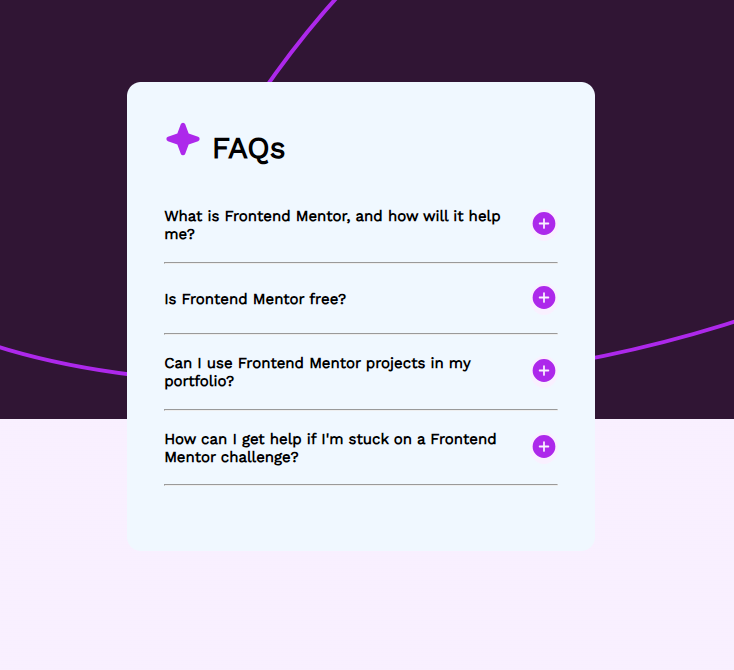 FAQs
What is Frontend Mentor, and how will it help
me?
Is Frontend Mentor free?
Can I use Frontend Mentor projects in my
portfolio?
How can I get help if I'm stuck on a Frontend
Mentor challenge?